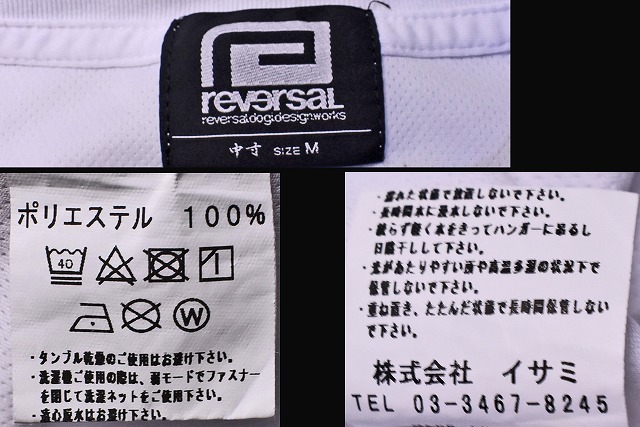 reversal
reversal:dogi:design:works
中寸 SIZE M
ポリエステル 100%
40
W
・タンブル乾燥のご使用はお避け下さい。
・洗濯機ご使用の際は、弱モードでファスナー
を閉じて洗濯ネットをご使用下さい。
・遠心脱水はお避け下さい。
・濡れた状態で放置しないで下さい。
・長時間水に浸水しないで下さい。
・絞らず軽く水をきってハンガーに吊るし
日陰干しして下さい。
・光があたりやすい所や高温多湿の状況下で
保管しないで下さい。
・重ね置き、たたんだ状態で長時間保管しない
で下さい。
株式会社 イサミ
TEL 03-3467-8245